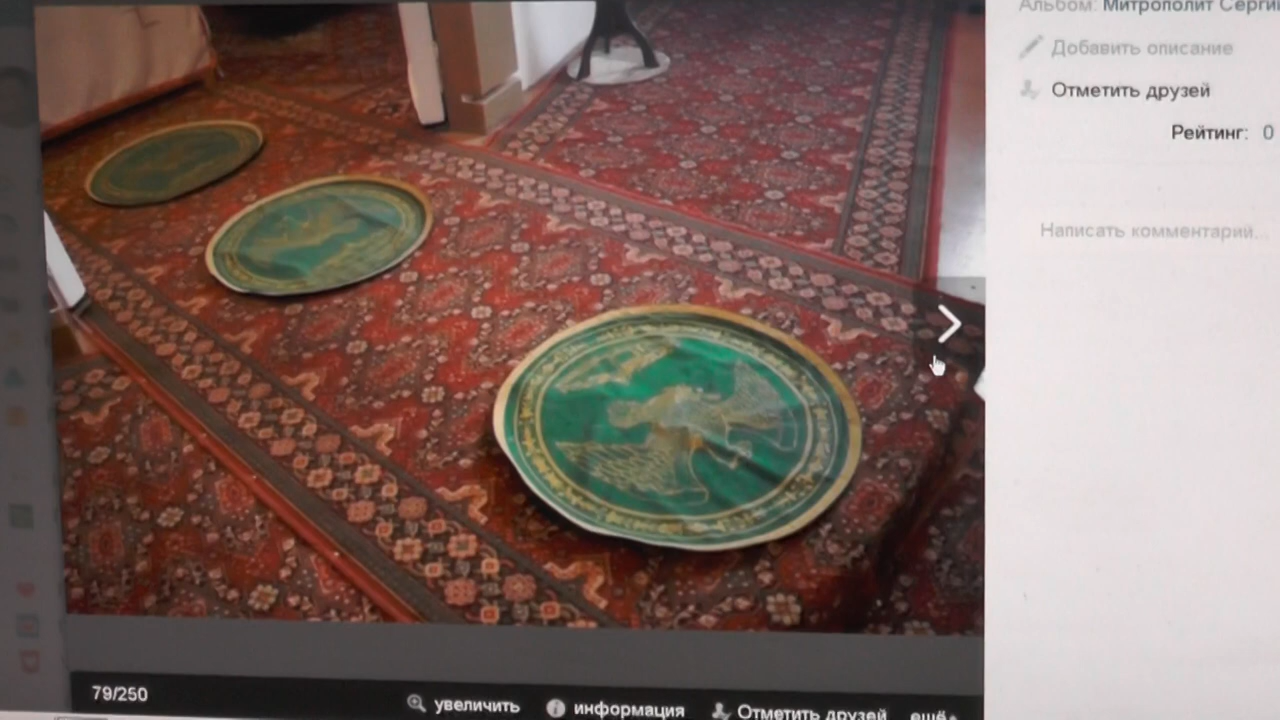 Альбом: Митрополит Серги
Добавить описание
Отметить друзей
Рейтинг: 0
Написать комментарий...
79/250
увеличить
информация
Отметить друзей
ещё